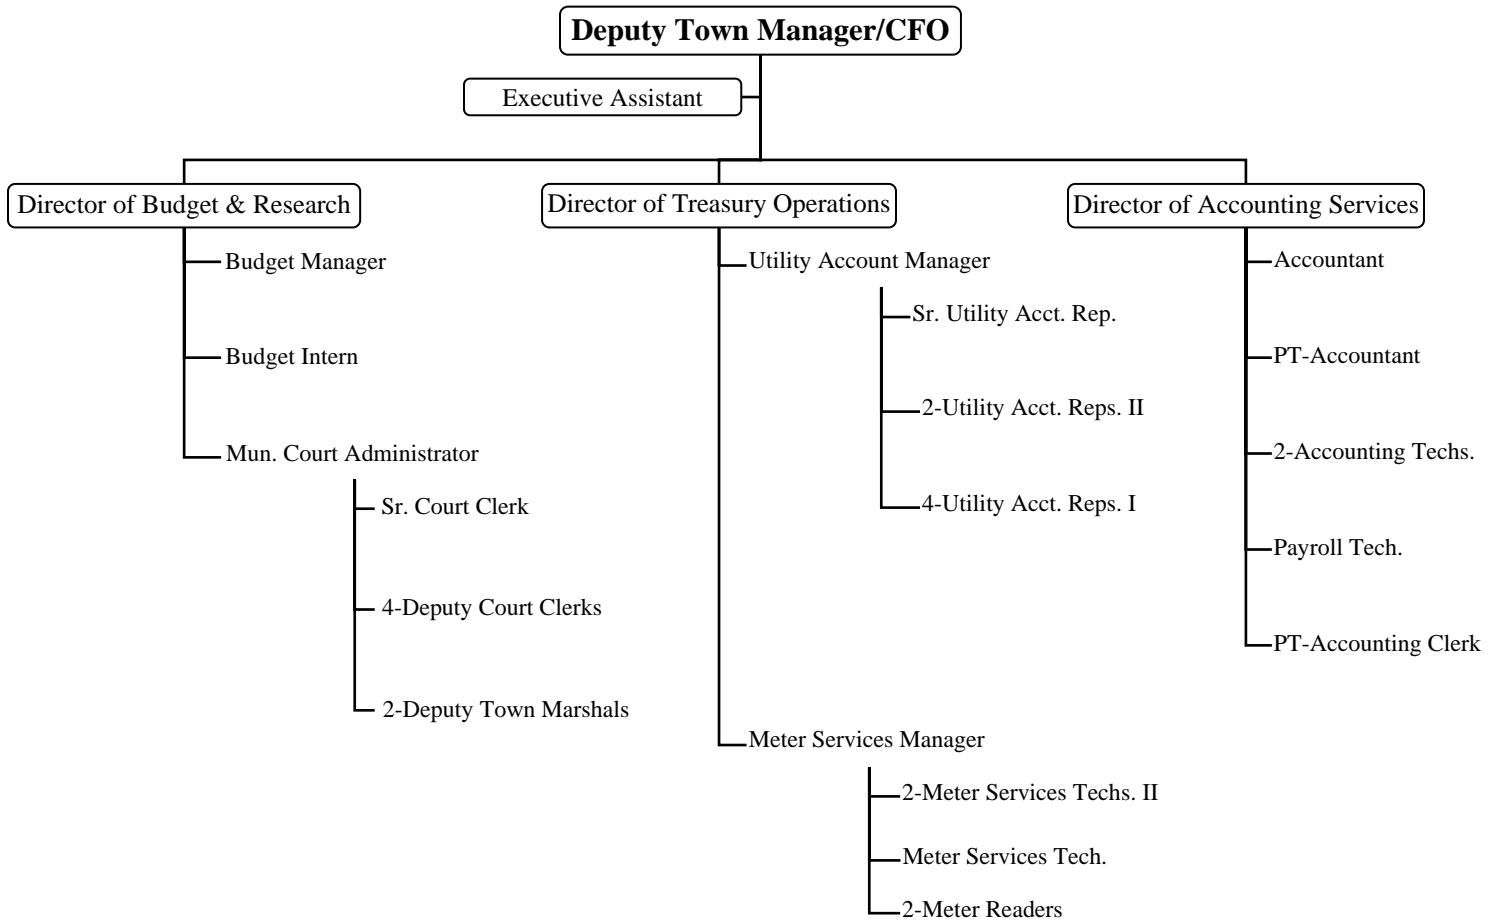 Deputy Town Manager/CFO
Executive Assistant
Director of Budget & Research
Budget Manager
Budget Intern
Mun. Court Administrator
Sr. Court Clerk
4-Deputy Court Clerks
2-Deputy Town Marshals
Director of Treasury Operations
Utility Account Manager
Sr. Utility Acct. Rep.
2-Utility Acct. Reps. II
4-Utility Acct. Reps. I
Meter Services Manager
2-Meter Services Techs. II
Meter Services Tech.
2-Meter Readers
Director of Accounting Services
Accountant
PT-Accountant
2-Accounting Techs.
Payroll Tech.
PT-Accounting Clerk